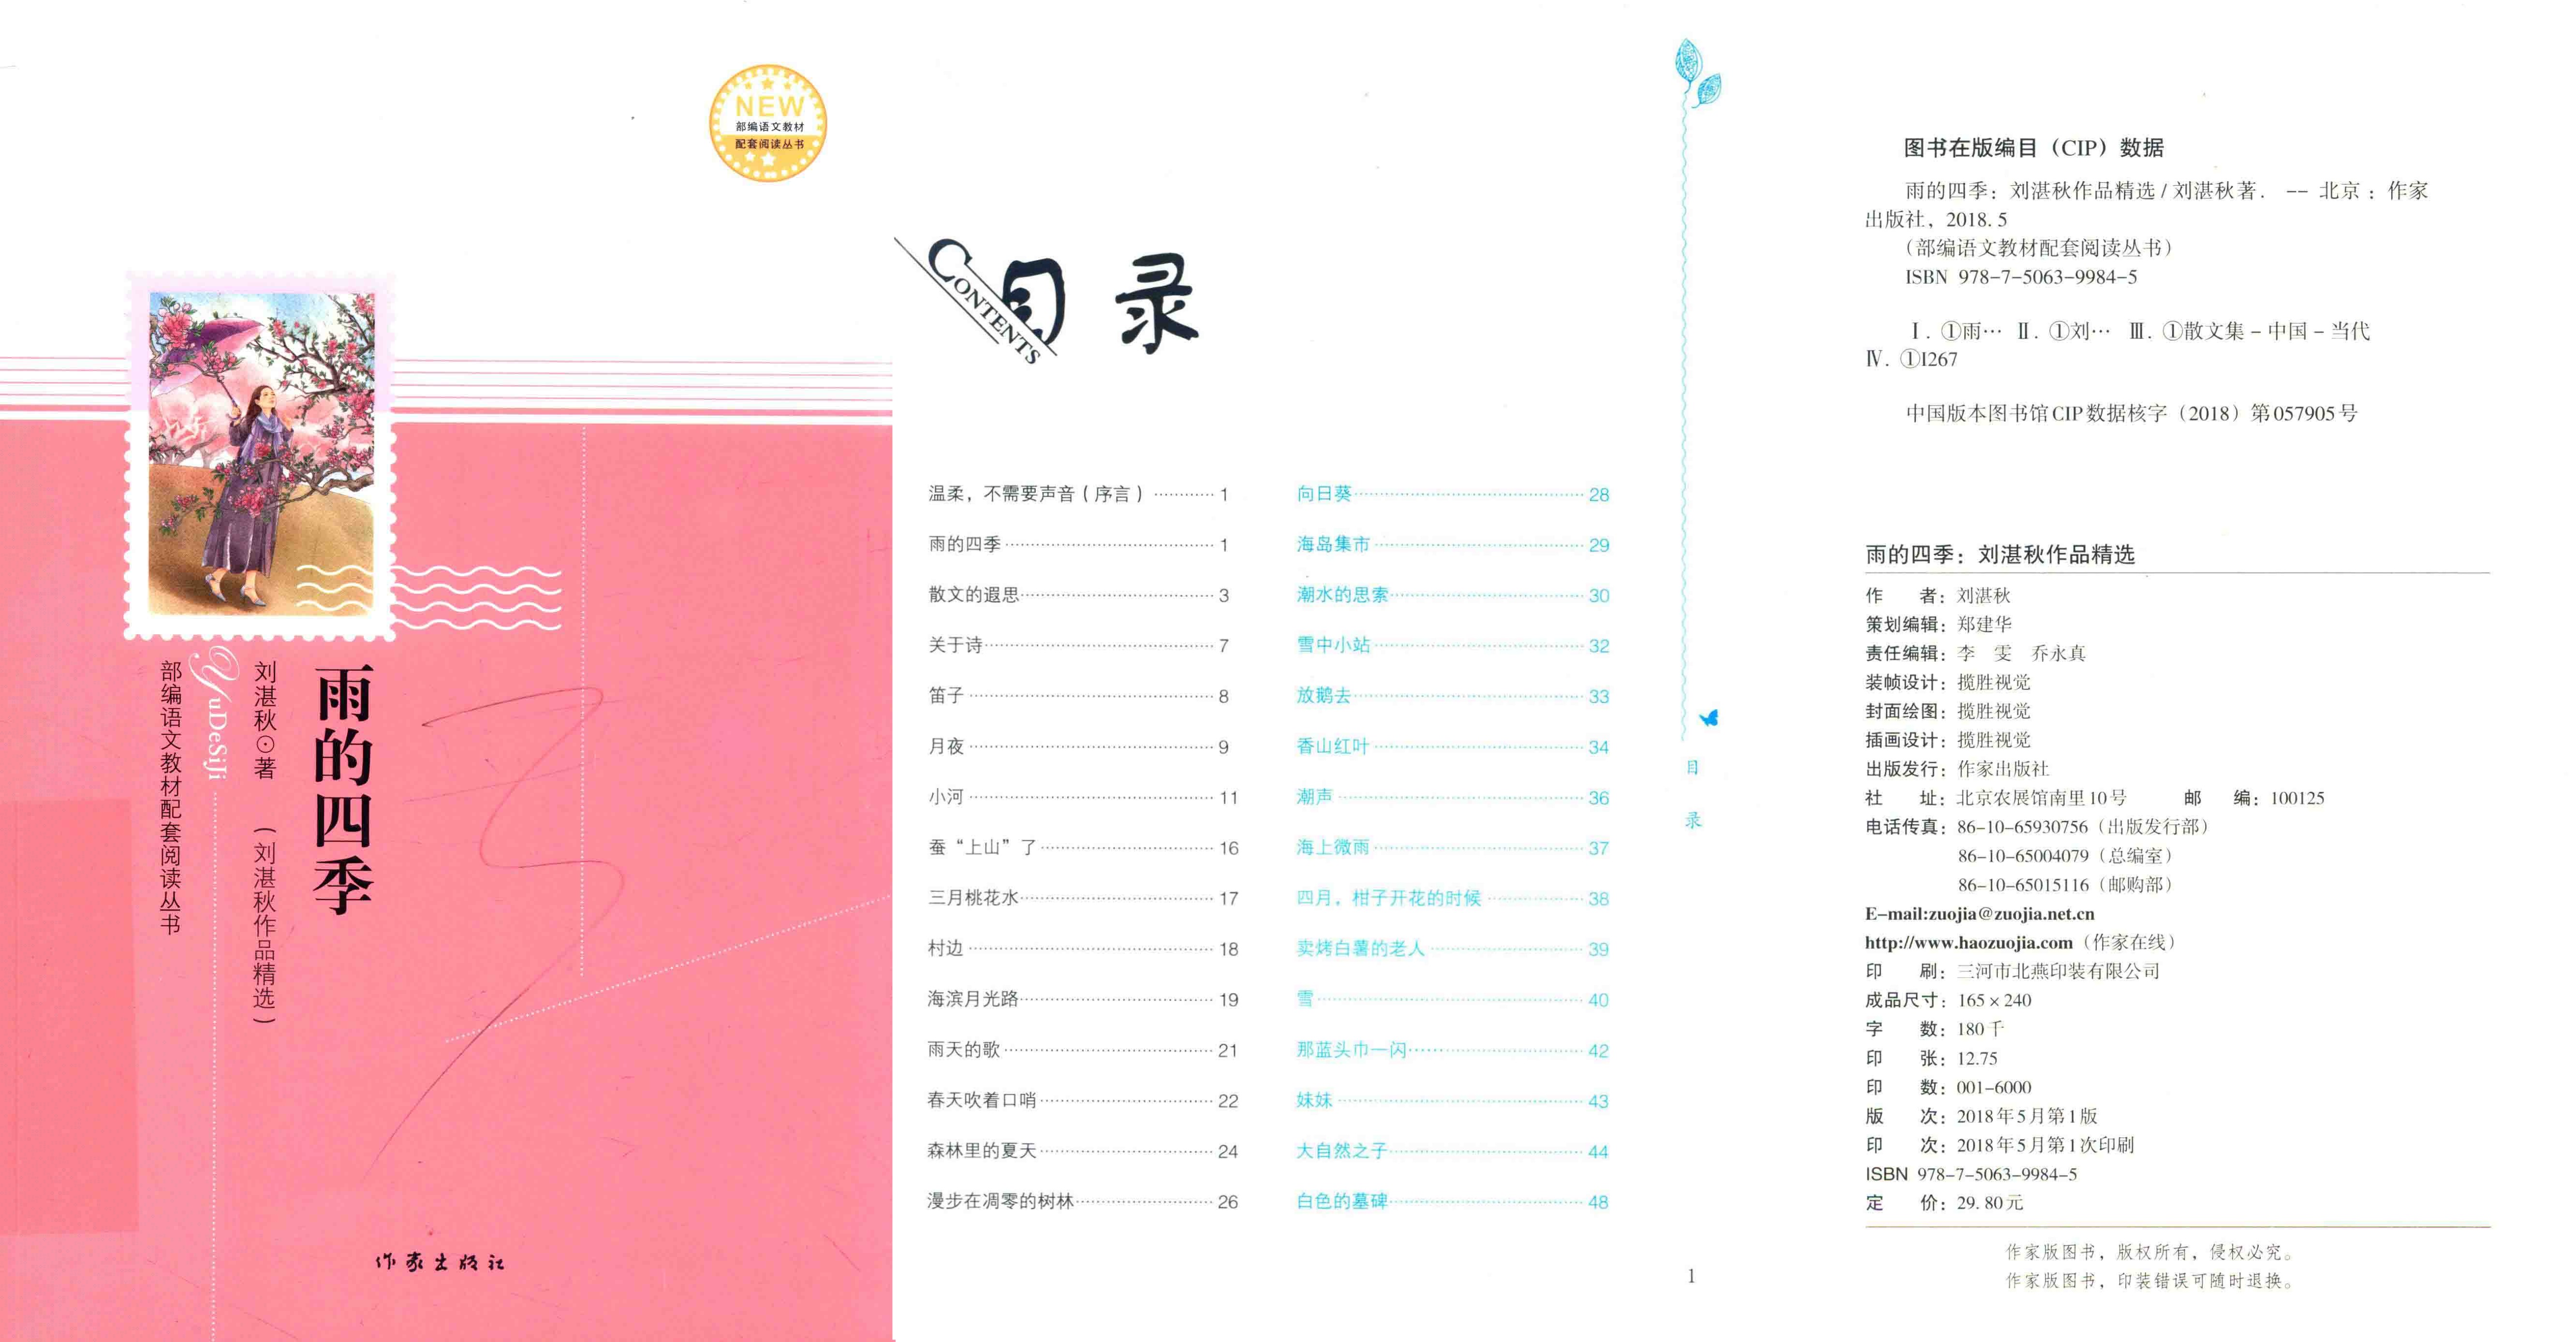 NEW
部编语文教材
配套阅读丛书
雨的四季
刘湛秋⊙著 (刘湛秋作品精选)
YuDeSiJi
部编语文教材配套阅读丛书
作家出版社
CONTENTS
目录
温柔，不需要声音(序言) ………… 1
雨的四季 ………… 1
散文的遐思 ………… 3
关于诗 ………… 7
笛子 ………… 8
月夜 ………… 9
小河 ………… 11
蚕“上山”了 ………… 16
三月桃花水 ………… 17
村边 ………… 18
海滨月光路 ………… 19
雨天的歌 ………… 21
春天吹着口哨 ………… 22
森林里的夏天 ………… 24
漫步在凋零的树林 ………… 26
向日葵 ………… 28
海岛集市 ………… 29
潮水的思索 ………… 30
雪中小站 ………… 32
放鹅去 ………… 33
香山红叶 ………… 34
潮声 ………… 36
海上微雨 ………… 37
四月，柑子开花的时候 ………… 38
卖烤白薯的老人 ………… 39
雪 ………… 40
那蓝头巾一闪 ………… 42
妹妹 ………… 43
大自然之子 ………… 44
白色的墓碑 ………… 48
目录
1
图书在版编目（CIP）数据
雨的四季：刘湛秋作品精选 / 刘湛秋著. -- 北京：作家
出版社，2018.5
（部编语文教材配套阅读丛书）
ISBN 978-7-5063-9984-5
Ⅰ. ①雨… Ⅱ. ①刘… Ⅲ. ①散文集－中国－当代
Ⅳ. ①I267
中国版本图书馆CIP数据核字（2018）第057905号
雨的四季：刘湛秋作品精选
作　　者：刘湛秋
策划编辑：郑建华
责任编辑：李　雯　乔永真
装帧设计：揽胜视觉
封面绘图：揽胜视觉
插画设计：揽胜视觉
出版发行：作家出版社
社　　址：北京农展馆南里10号　　邮　　编：100125
电话传真：86-10-65930756（出版发行部）
86-10-65004079（总编室）
86-10-65015116（邮购部）
E-mail:zuojia@zuojia.net.cn
http://www.haozuojia.com（作家在线）
印　　刷：三河市北燕印装有限公司
成品尺寸：165×240
字　　数：180千
印　　张：12.75
印　　数：001-6000
版　　次：2018年5月第1版
印　　次：2018年5月第1次印刷
ISBN 978-7-5063-9984-5
定　　价：29.80元
作家版图书，版权所有，侵权必究。
作家版图书，印装错误可随时退换。